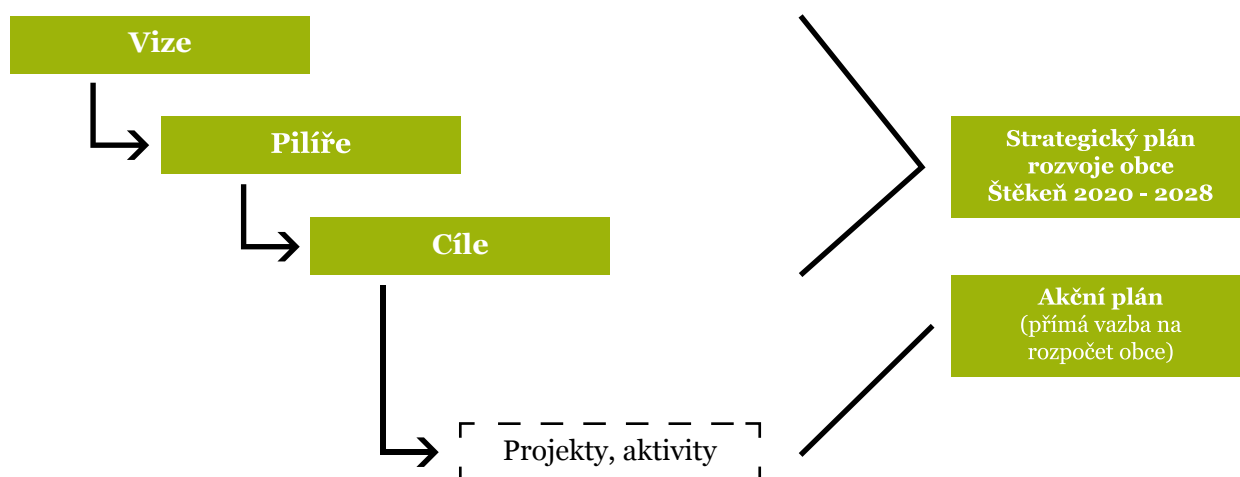 Vize
Pilíře
Cíle
Projekty, aktivity
Strategický plán
rozvoje obce
Štěkeň 2020 - 2028
Akční plán
(přímá vazba na
rozpočet obce)